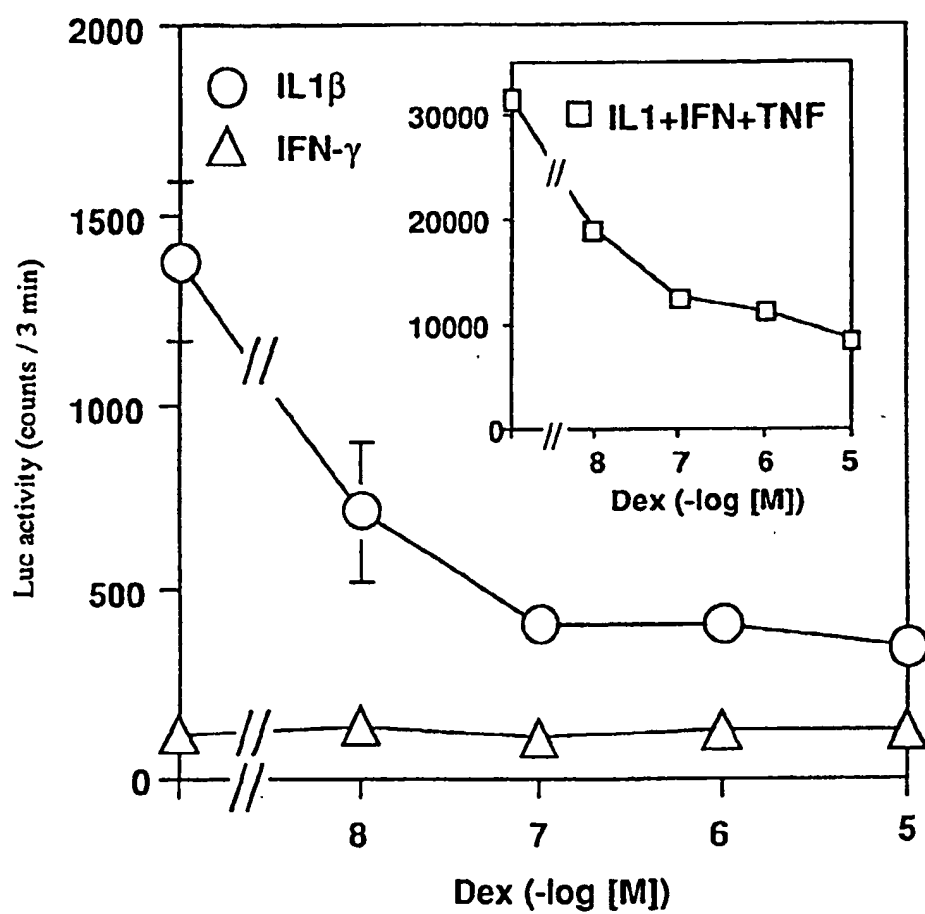 2000
1500
1000
500
0
Luc activity (counts / 3 min)
IL1β
IFN-γ
30000
20000
10000
0
IL1+IFN+TNF
8 7 6 5
Dex (-log [M])
8 7 6 5
Dex (-log [M])